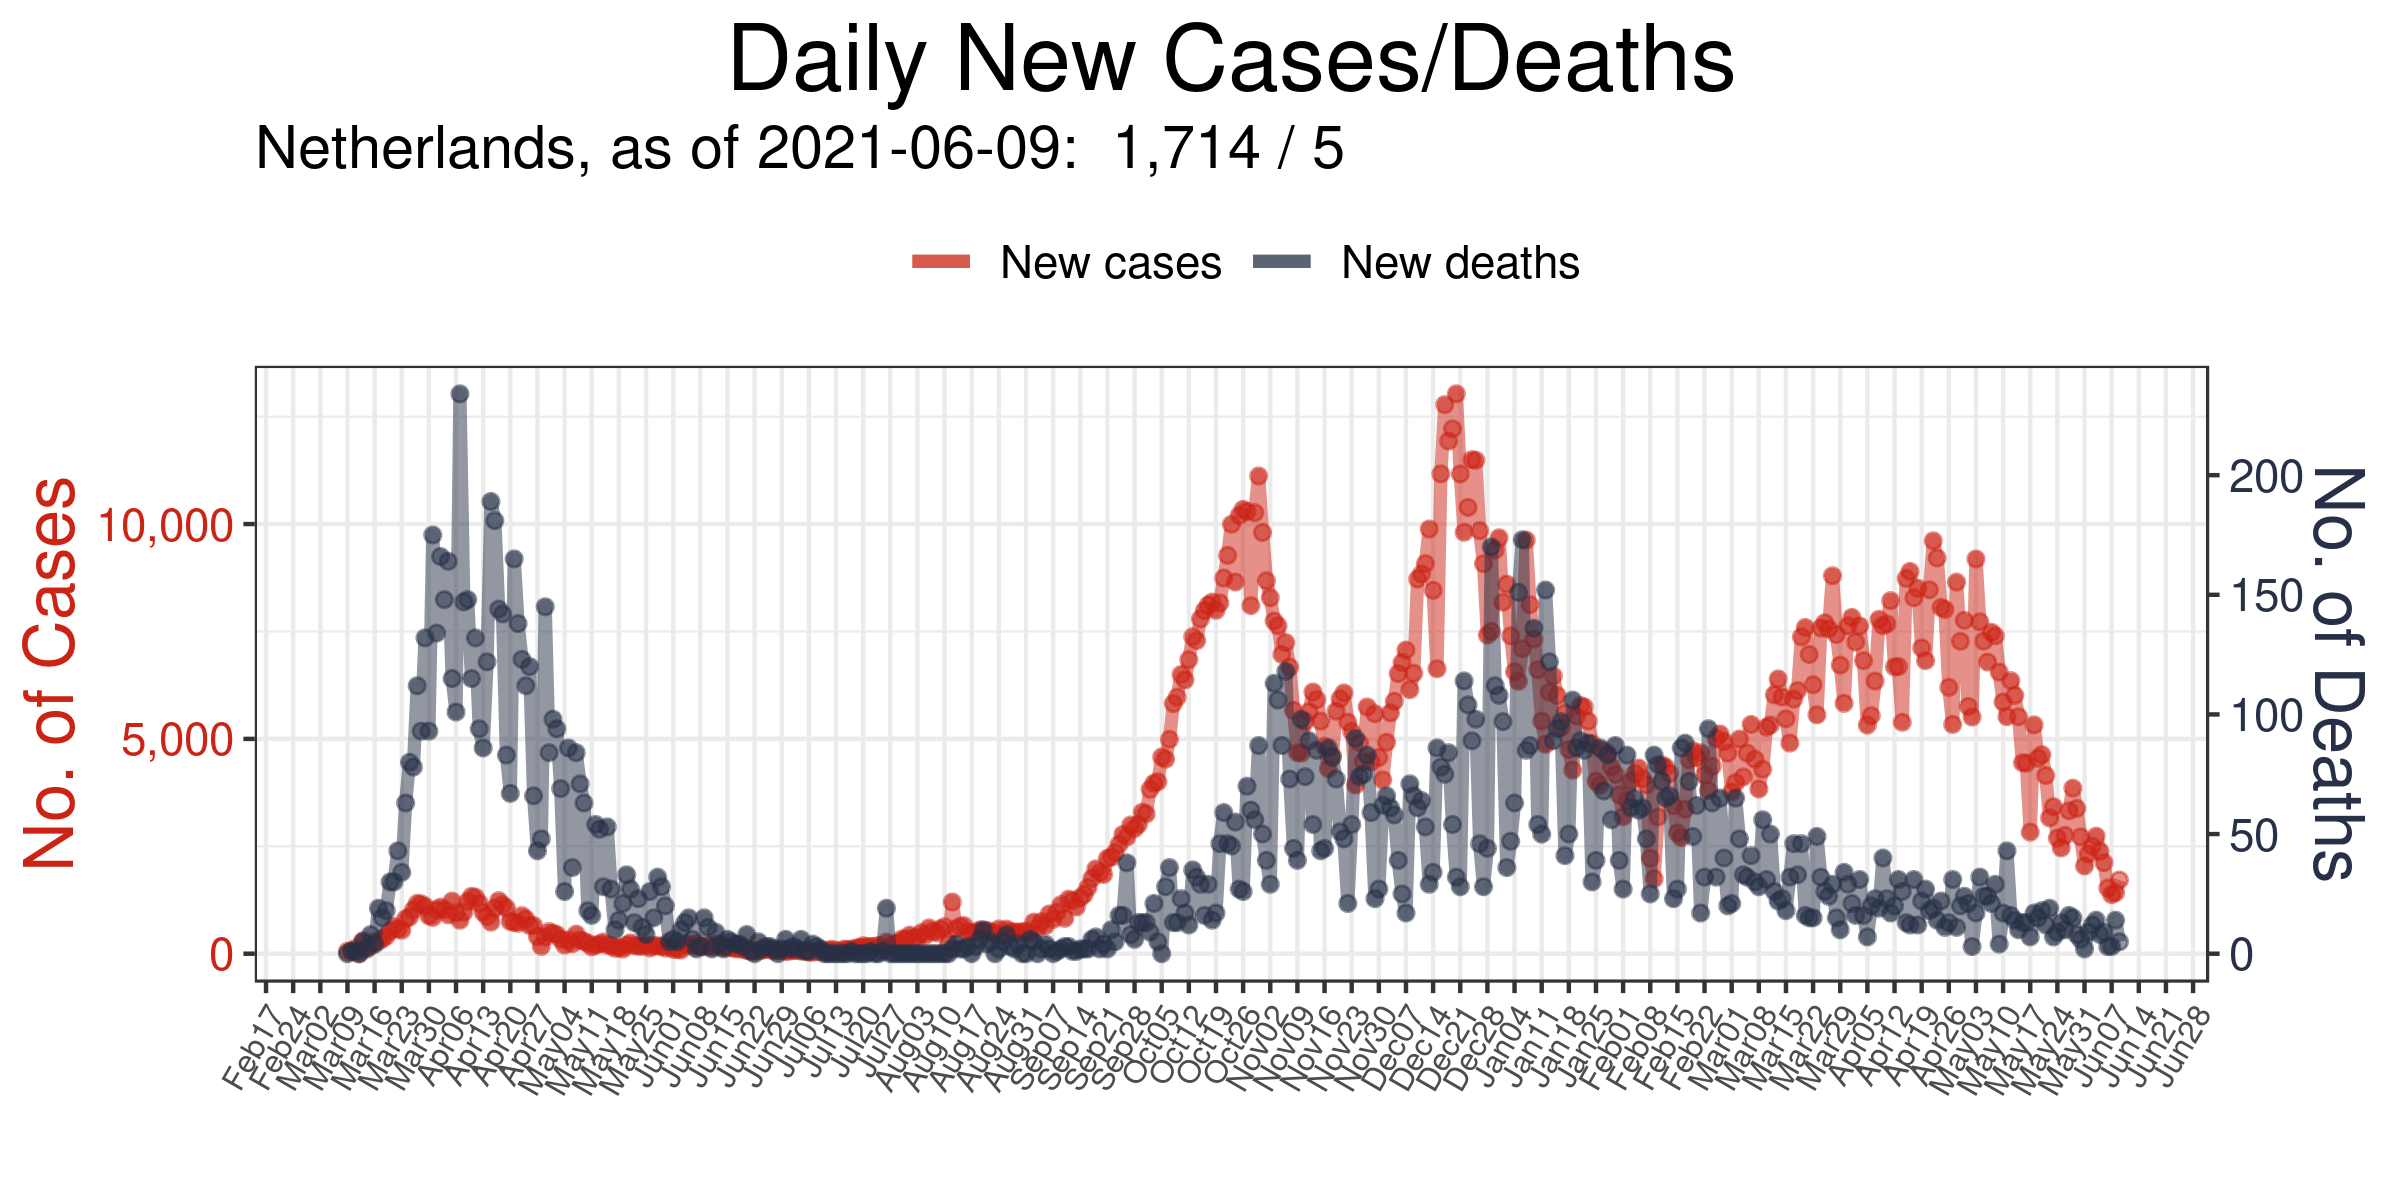 Daily New Cases/Deaths
Netherlands, as of 2021-06-09:  1,714 / 5
New cases
New deaths
No. of Cases
10,000
5,000
0
200
150
100
50
0
No. of Deaths
Feb17
Feb24
Mar02
Mar09
Mar16
Mar23
Mar30
Apr06
Apr13
Apr20
Apr27
May04
May11
May18
May25
Jun01
Jun08
Jun15
Jun22
Jun29
Jul06
Jul13
Jul20
Jul27
Aug03
Aug10
Aug17
Aug24
Aug31
Sep07
Sep14
Sep21
Sep28
Oct05
Oct12
Oct19
Oct26
Nov02
Nov09
Nov16
Nov23
Nov30
Dec07
Dec14
Dec21
Dec28
Jan04
Jan11
Jan18
Jan25
Feb01
Feb08
Feb15
Feb22
Mar01
Mar08
Mar15
Mar22
Mar29
Apr05
Apr12
Apr19
Apr26
May03
May10
May17
May24
May31
Jun07
Jun14
Jun21
Jun28